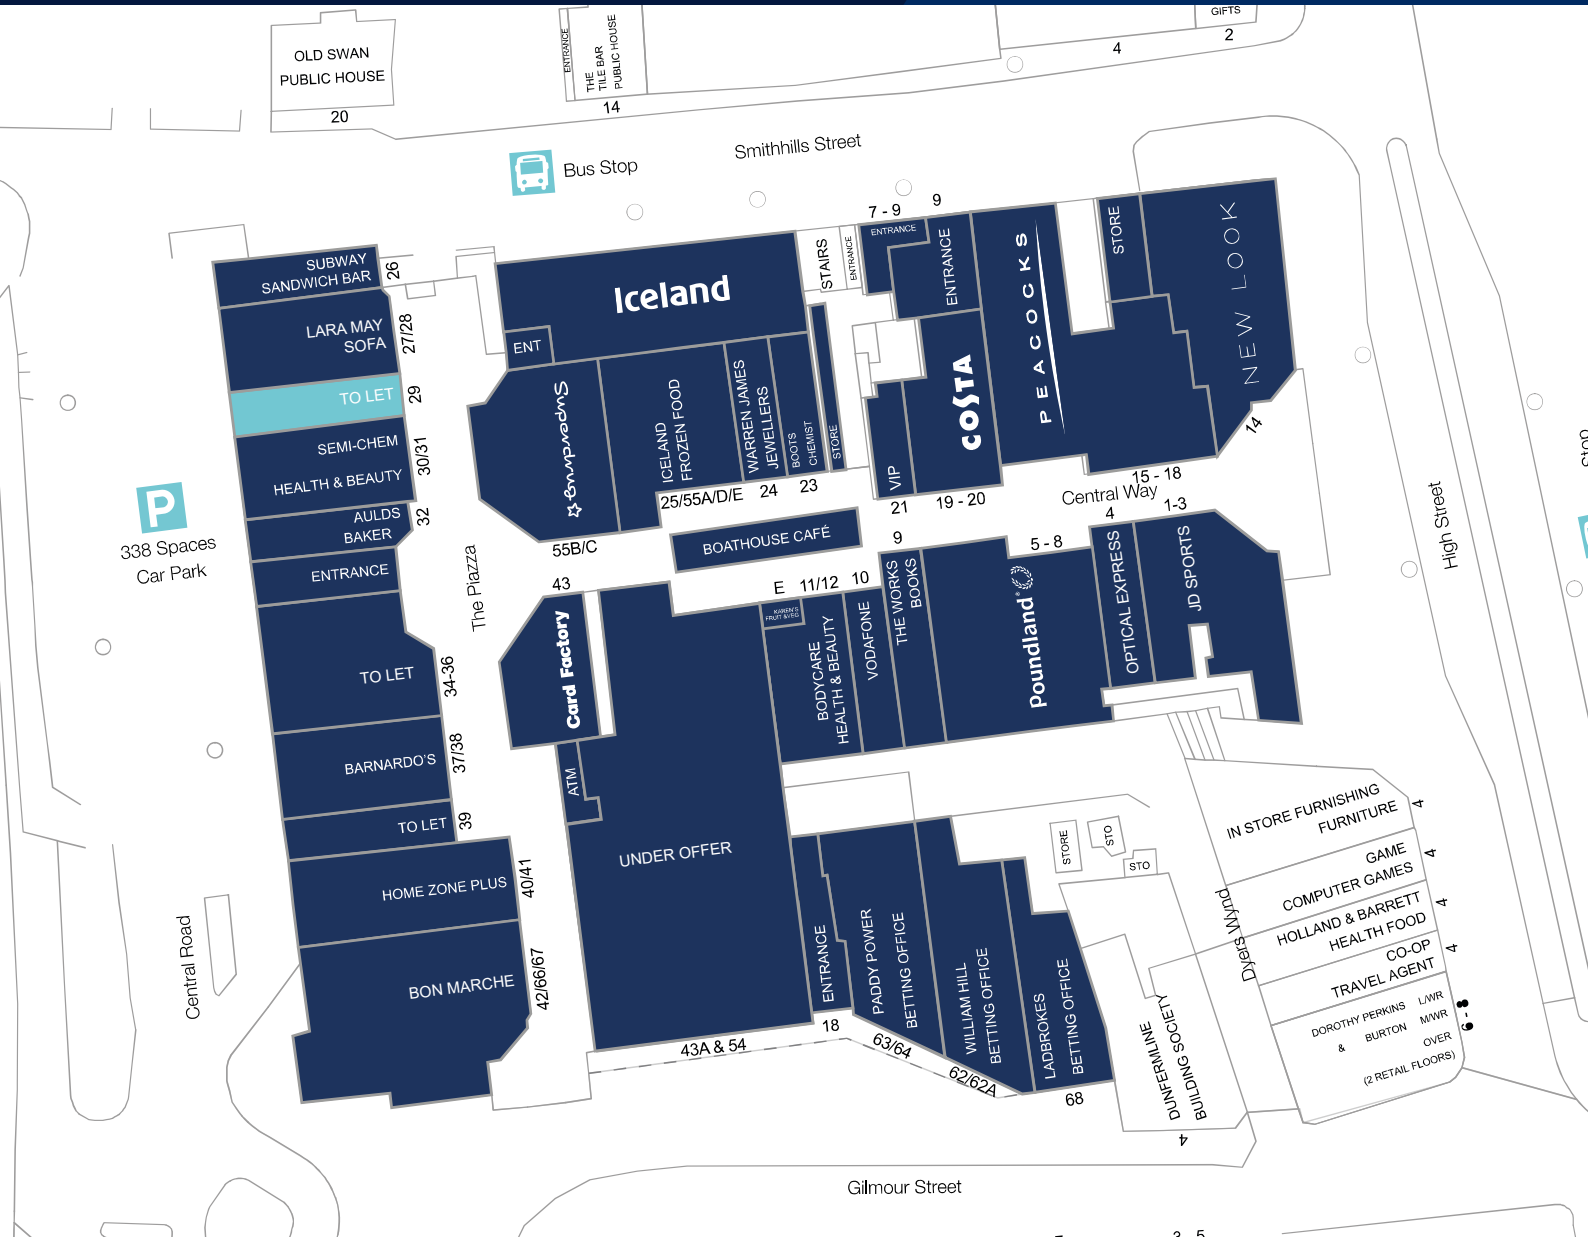 OLD SWAN
PUBLIC HOUSE
20
ENTRANCE
THE
TILE BAR
PUBLIC HOUSE
14
GIFTS
2
4
Smithhills Street
Bus Stop
SUBWAY
SANDWICH BAR
26
LARA MAY
SOFA
27/28
TO LET
29
SEMI-CHEM
HEALTH & BEAUTY
30/31
AULDS
BAKER
32
ENTRANCE
TO LET
34-36
BARNARDO'S
37/38
TO LET
39
HOME ZONE PLUS
40/41
BON MARCHE
42/66/67
P
338 Spaces
Car Park
Central Road
The Piazza
Iceland
ENT
Superdrug
55B/C
ICELAND
FROZEN FOOD
25/55A/D/E
WARREN JAMES
JEWELLERS
24
BOOTS
CHEMIST
23
STORE
STAIRS
ENTRANCE
7 - 9
ENTRANCE
9
ENTRANCE
VIP
21
COSTA
19 - 20
PEACOCKS
STORE
NEW LOOK
14
15 - 18
Central Way
BOATHOUSE CAFÉ
43
Card Factory
ATM
UNDER OFFER
43A & 54
E
KAREN'S
FRUIT & VEG
11/12
BODYCARE
HEALTH & BEAUTY
10
VODAFONE
9
THE WORKS
BOOKS
5 - 8
Poundland
4
OPTICAL EXPRESS
1-3
JD SPORTS
High Street
Stop
ENTRANCE
18
PADDY POWER
BETTING OFFICE
63/64
WILLIAM HILL
BETTING OFFICE
62/62A
LADBROKES
BETTING OFFICE
68
STORE
STO
STO
DUNFERMLINE
BUILDING SOCIETY
4
Dyers Wynd
IN STORE FURNISHING
FURNITURE
4
GAME
COMPUTER GAMES
4
HOLLAND & BARRETT
HEALTH FOOD
4
CO-OP
TRAVEL AGENT
4
DOROTHY PERKINS L/WR
& BURTON M/WR
OVER
(2 RETAIL FLOORS)
6 - 8
Gilmour Street
3 - 5